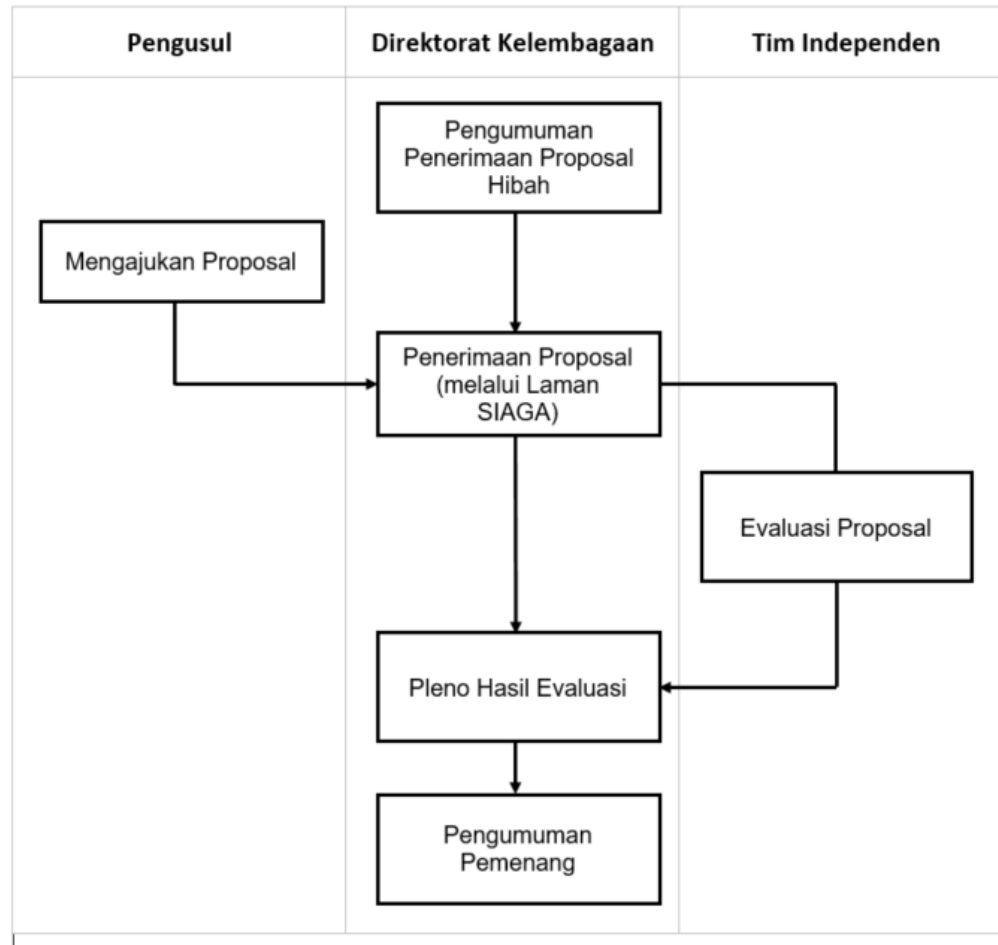 Pengusul
Direktorat Kelembagaan
Tim Independen
Pengumuman
Penerimaan Proposal
Hibah
Mengajukan Proposal
Penerimaan Proposal
(melalui Laman
SIAGA)
Evaluasi Proposal
Pleno Hasil Evaluasi
Pengumuman
Pemenang